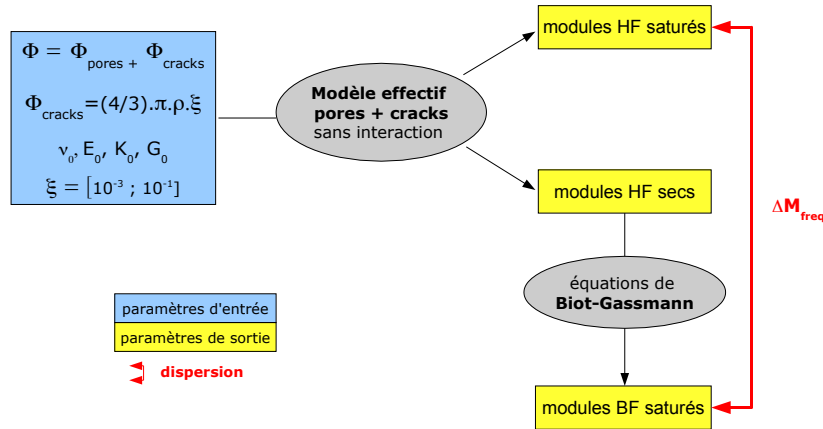 Φ = Φpores + Φcracks
Φcracks=(4/3).π.ρ.ξ
ν0, E0, K0, G0
ξ = [10-3 ; 10-1]
Modèle effectif
pores + cracks
sans interaction
modules HF saturés
modules HF secs
ΔMfreq
équations de
Biot-Gassmann
modules BF saturés
paramètres d'entrée
paramètres de sortie
dispersion